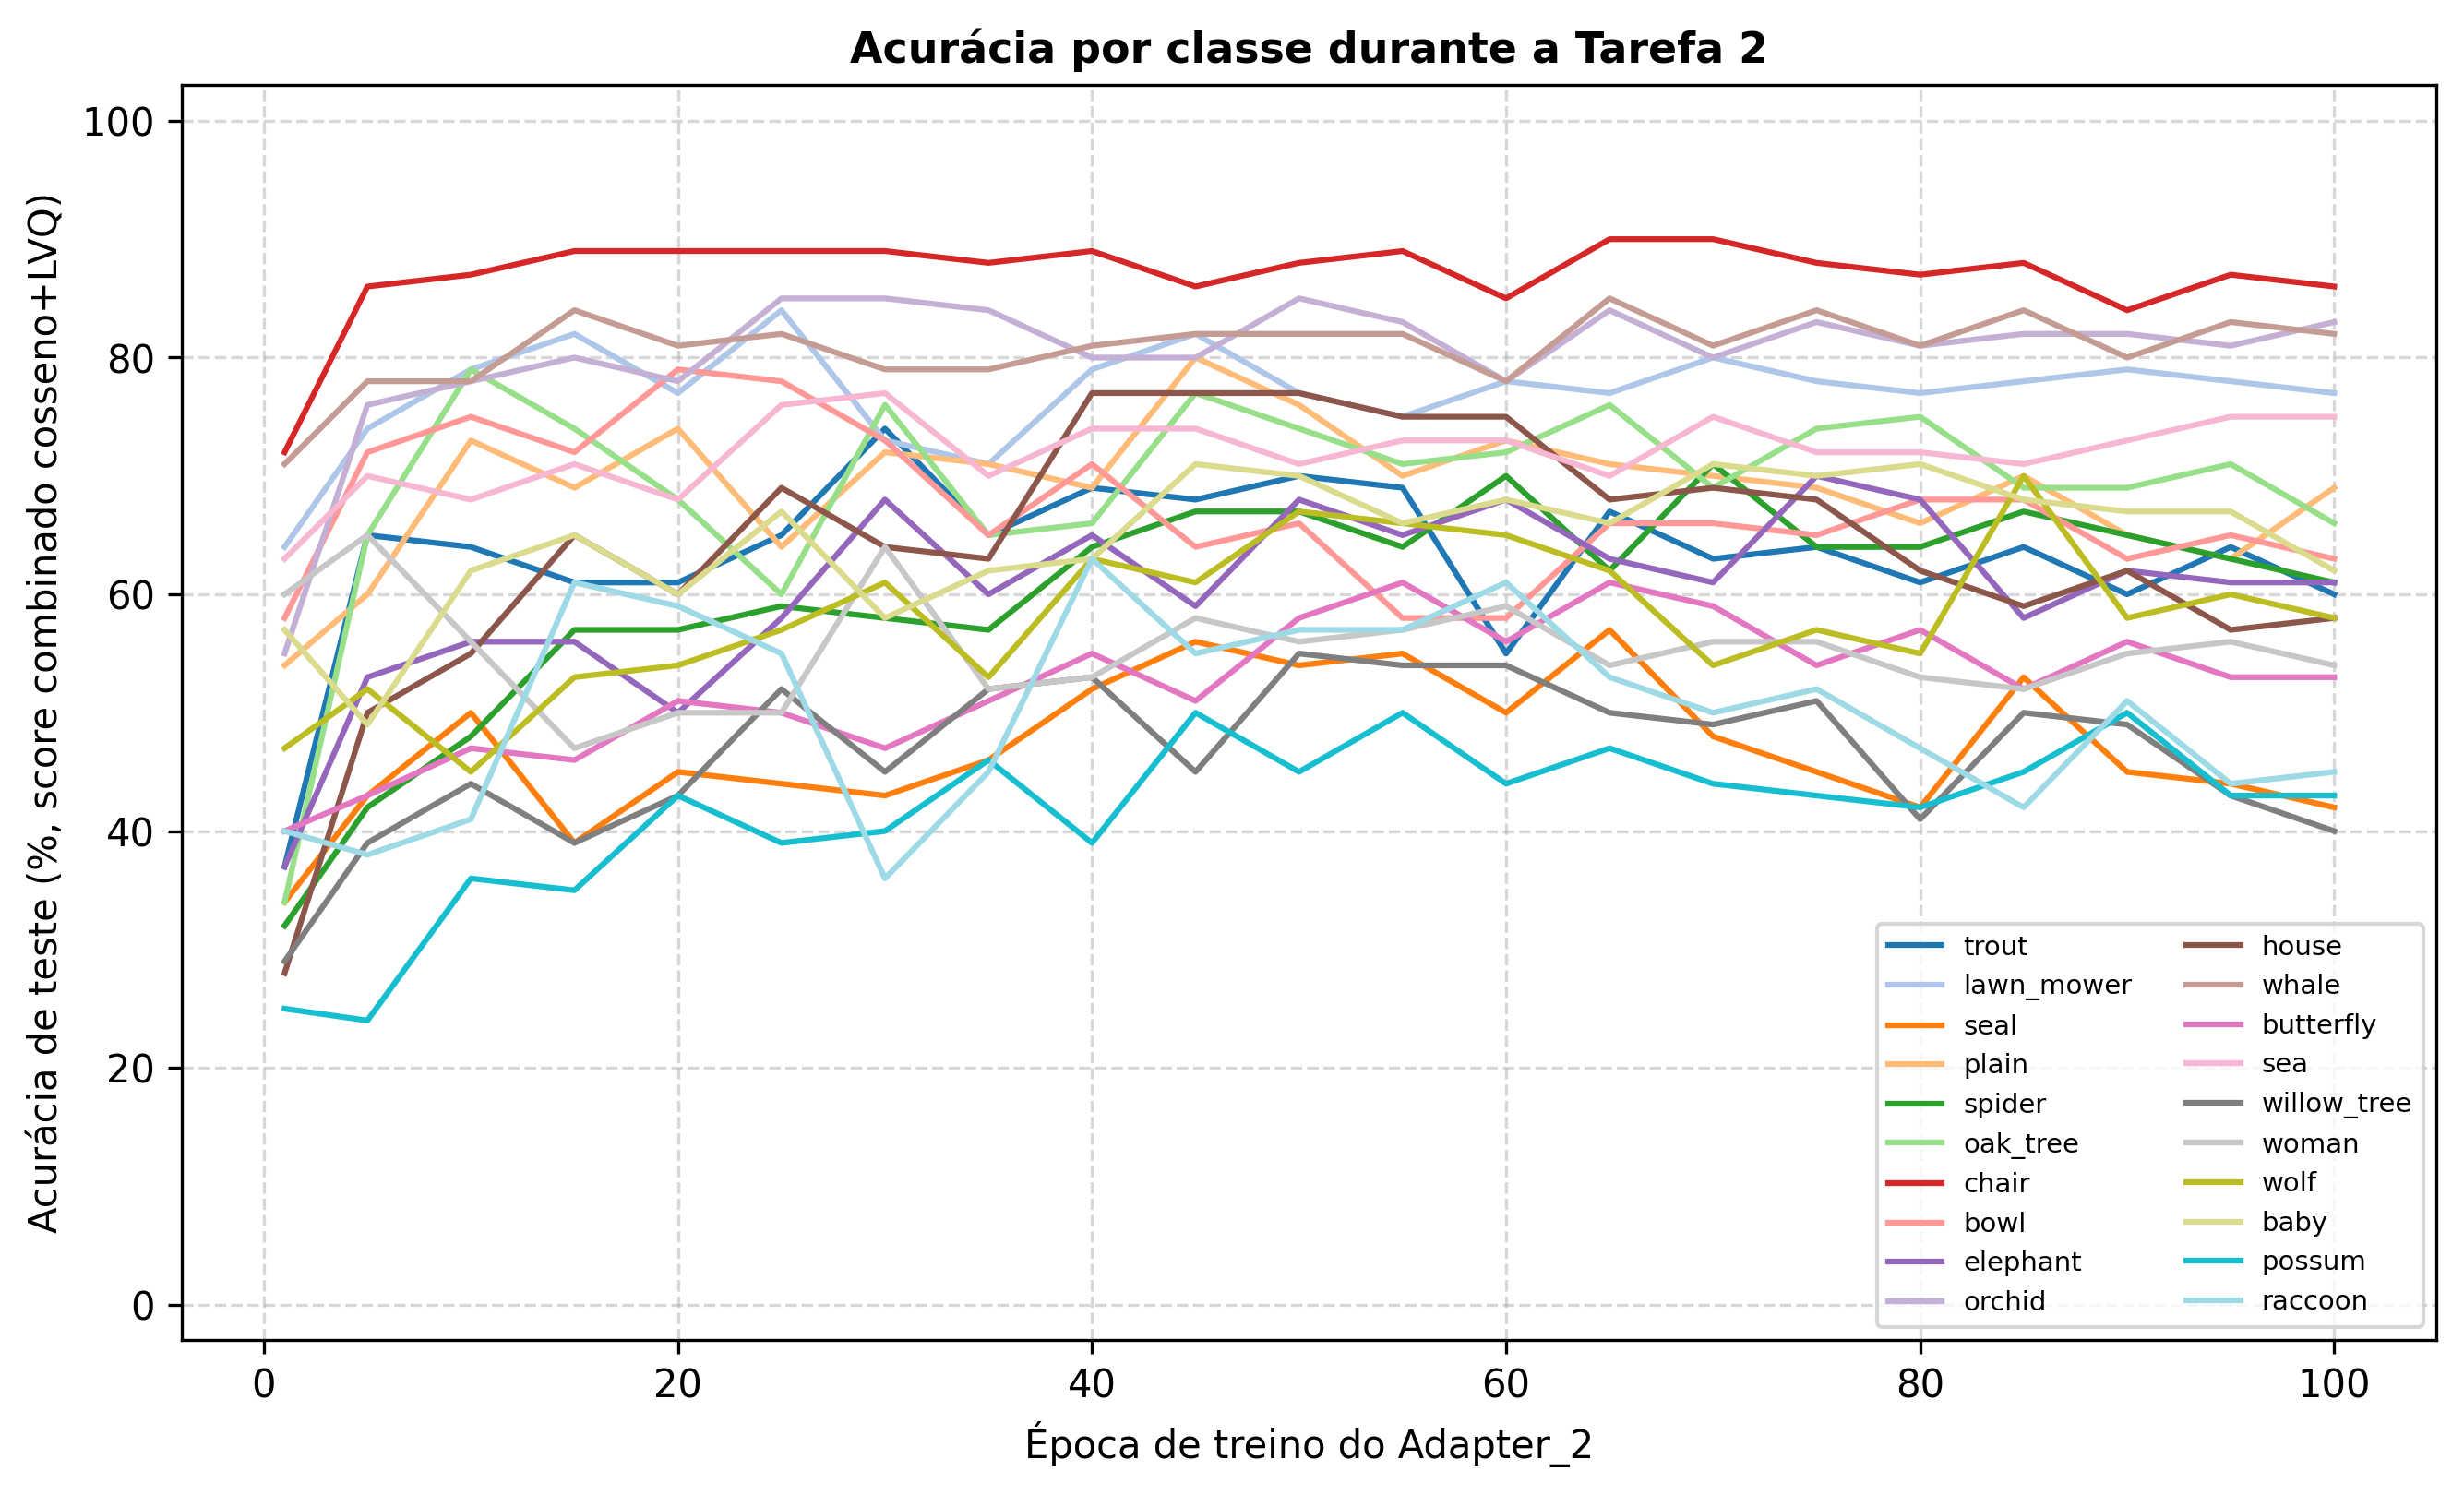 Acurácia por classe durante a Tarefa 2
Acurácia de teste (%, score combinado cosseno+LVQ)
100
80
60
40
20
0
0 20 40 60 80 100
Época de treino do Adapter_2
trout
lawn_mower
seal
plain
spider
oak_tree
chair
bowl
elephant
orchid
house
whale
butterfly
sea
willow_tree
woman
wolf
baby
possum
raccoon